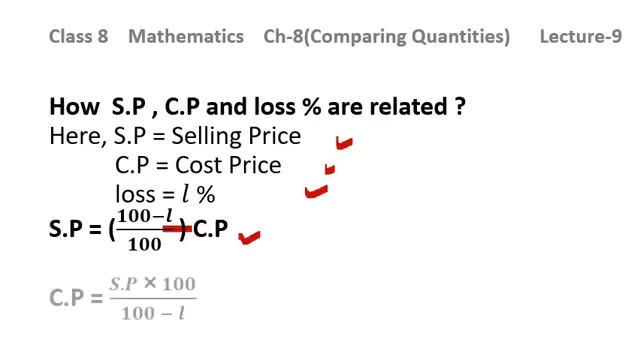 Class 8 Mathematics Ch-8(Comparing Quantities) Lecture-9
How S.P , C.P and loss % are related ?
Here, S.P = Selling Price
C.P = Cost Price
loss = l %
S.P = (100−l / 100) C.P
C.P = S.P × 100 / 100 − l